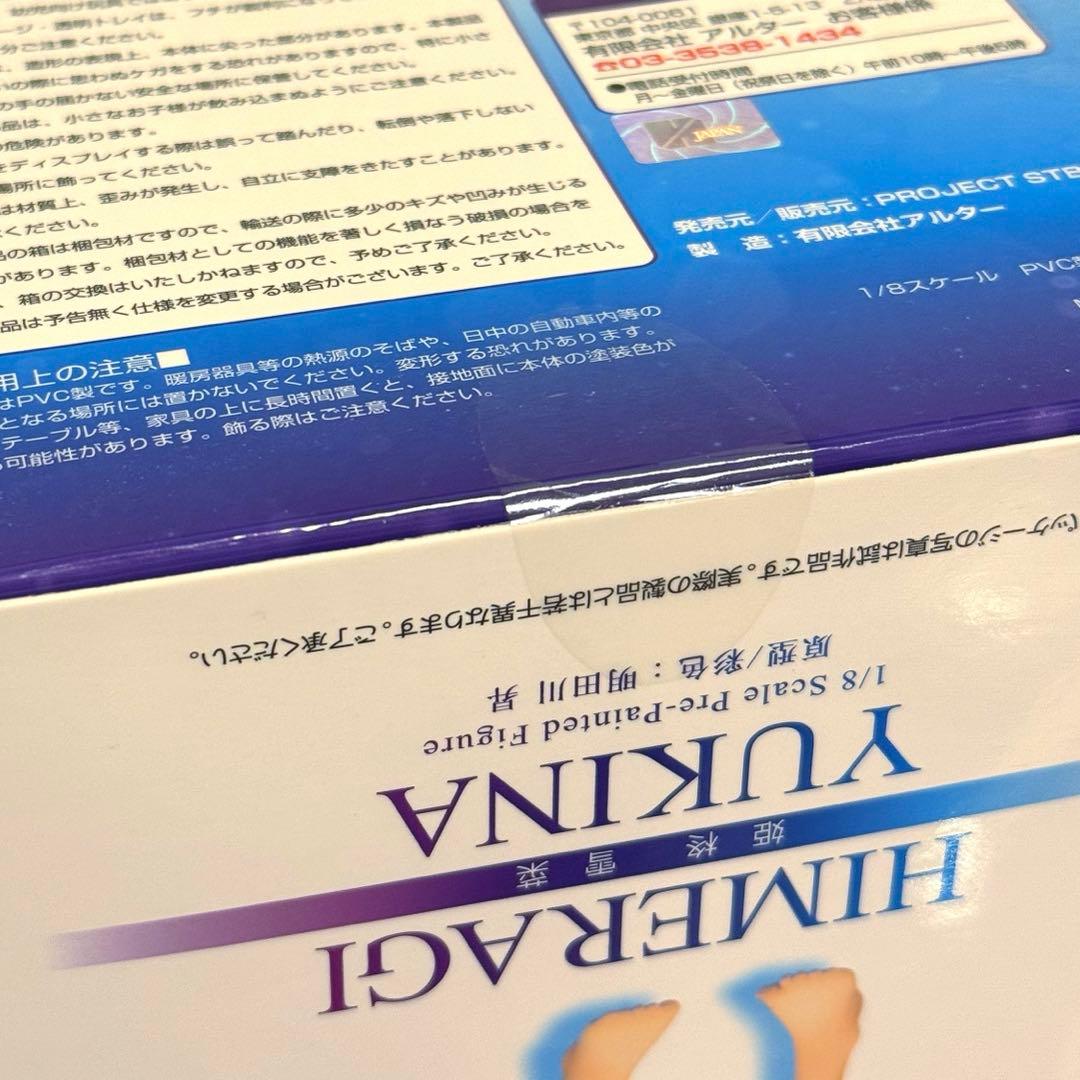 幼児向け玩具では
ージ・透明トレイは、フチが鋭利になっ
分ご注意ください。
、造形の表現上、本体に尖った部分があります。本製品
いの際に思わぬケガをする恐れがありますので、特に小さ
の手の届かない安全な場所に保管してください。
品は、小さなお子様が飲み込まぬようにご注意ください。
の危険があります。
をディスプレイする際は誤って踏んだり、転倒や落下しない
場所に飾ってください。
は材質上、歪みが発生し、自立に支障をきたすことがあります。
ください。
品の箱は梱包材ですので、輸送の際に多少のキズや凹みが生じる
があります。梱包材としての機能を著しく損なう破損の場合を
、箱の交換はいたしかねますので、予めご了承ください。
品は予告無く仕様を変更する場合がございます。ご了承ください。
用上の注意■
はPVC製です。暖房器具等の熱源のそばや、日中の自動車内等の
となる場所には置かないでください。変形する恐れがあります。
テーブル等、家具の上に長時間置くと、接地面に本体の塗装色が
る可能性があります。飾る際はご注意ください。
〒104-0061
東京都 中央区 銀座1-5-13
有限会社 アルター お客様係
☎03-3538-1434
●電話受付時間
月〜金曜日(祝祭日を除く)午前10時〜午後5時
JAPAN
発売元/販売元:PROJECT STB
製 造:有限会社アルター
1/8スケール PVC製
HIMERAGI
姫柊 雪菜
YUKINA
1/8 Scale Pre-Painted Figure
原型/彩色:明田川 昇
パッケージの写真は試作品です。実際の製品とは若干異なります。ご了承ください。